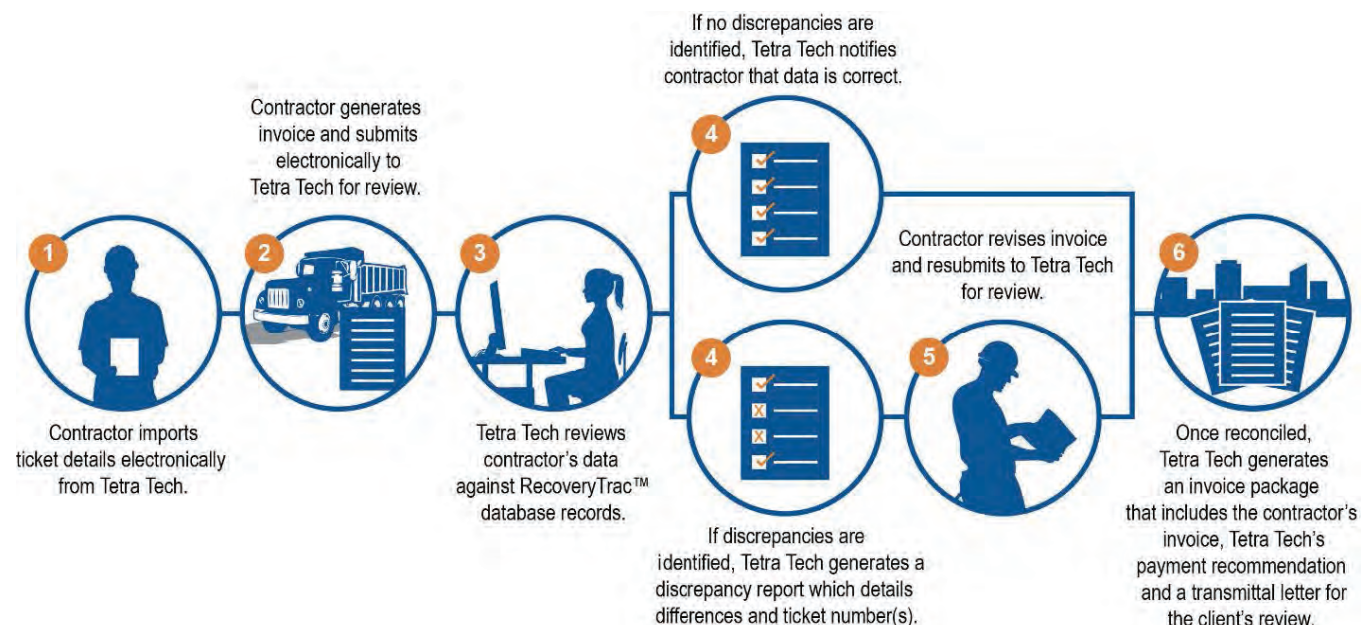 1
Contractor imports
ticket details electronically
from Tetra Tech.
Contractor generates
invoice and submits
electronically to
Tetra Tech for review.
2
3
Tetra Tech reviews
contractor's data
against RecoveryTrac™
database records.
If no discrepancies are
identified, Tetra Tech notifies
contractor that data is correct.
4
4
If discrepancies are
identified, Tetra Tech generates a
discrepancy report which details
differences and ticket number(s).
Contractor revises invoice
and resubmits to Tetra Tech
for review.
5
6
Once reconciled,
Tetra Tech generates
an invoice package
that includes the contractor's
invoice, Tetra Tech's
payment recommendation
and a transmittal letter for
the client's review.